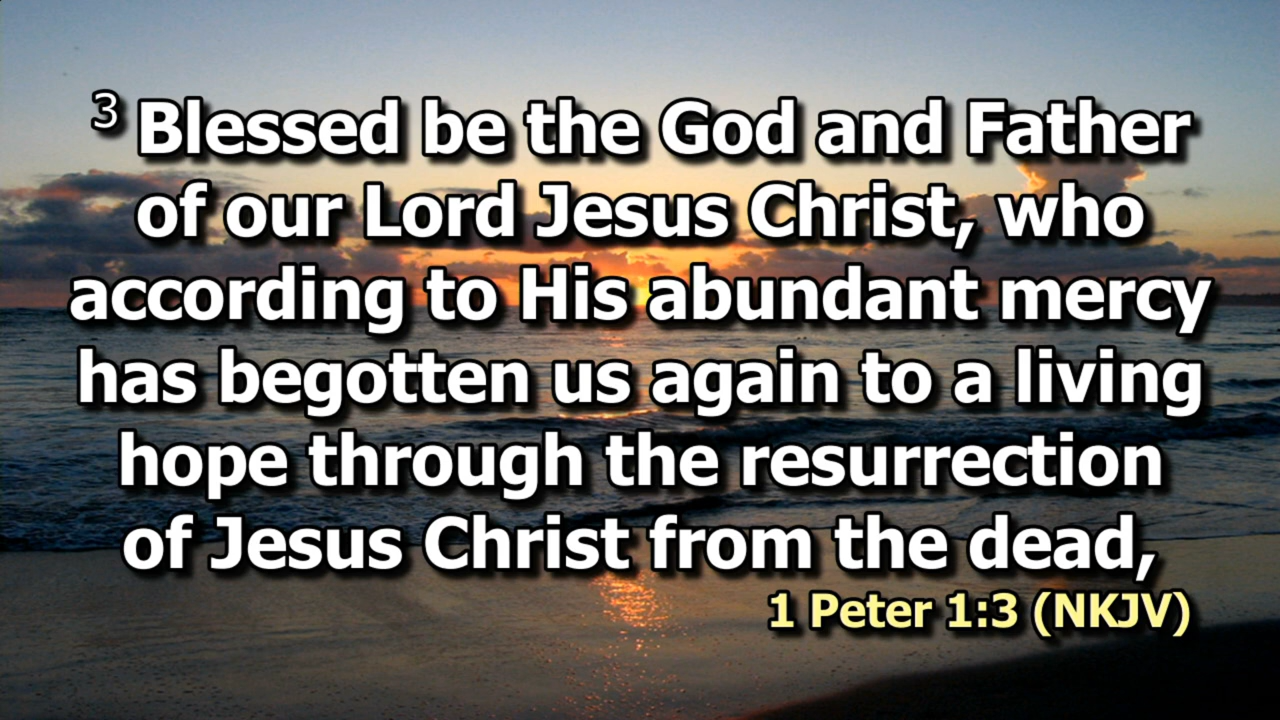 3 Blessed be the God and Father
of our Lord Jesus Christ, who
according to His abundant mercy
has begotten us again to a living
hope through the resurrection
of Jesus Christ from the dead,
1 Peter 1:3 (NKJV)